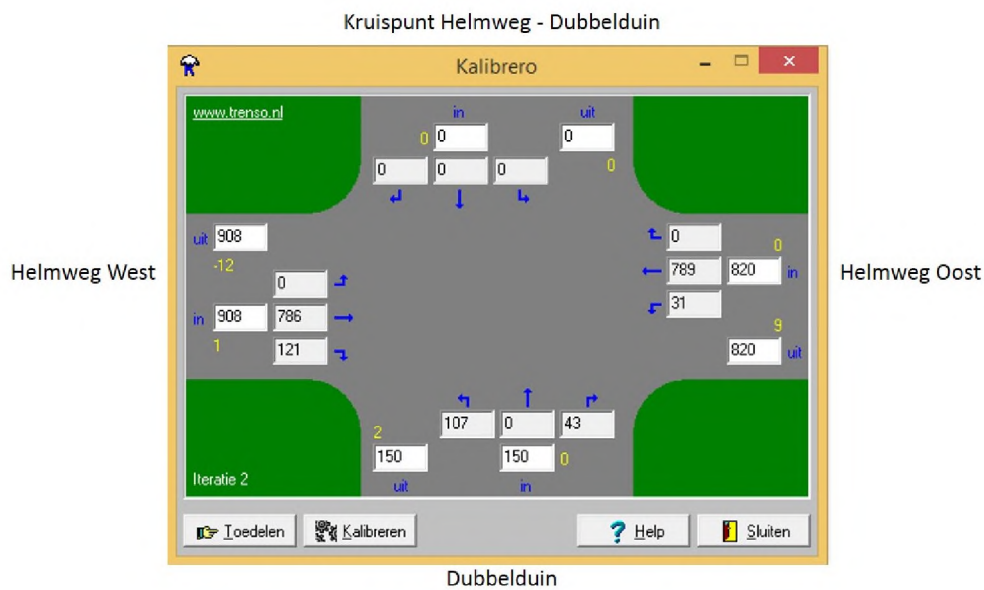 Kruispunt Helmweg - Dubbelduin
Kalibrero
www.trenso.nl
in
uit
0
0
0
0
0
0
0
uit
908
-12
0
in
908
786
1
121
0
0
789
820
in
31
9
820
uit
Helmweg West
Helmweg Oost
107
0
43
2
150
150
0
uit
in
Iteratie 2
Toedelen
Kalibreren
Help
Sluiten
Dubbelduin